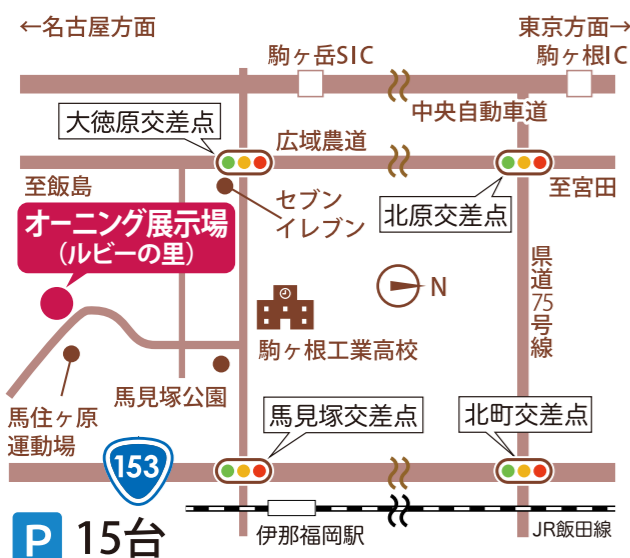 ←名古屋方面
東京方面→
駒ヶ岳SIC
駒ヶ根IC
中央自動車道
大徳原交差点
広域農道
至飯島
セブン
イレブン
北原交差点
至宮田
オーニング展示場
(ルビーの里)
N
県道75号線
駒ヶ根工業高校
馬見塚公園
馬住ヶ原
運動場
馬見塚交差点
北町交差点
153
P 15台
伊那福岡駅
JR飯田線